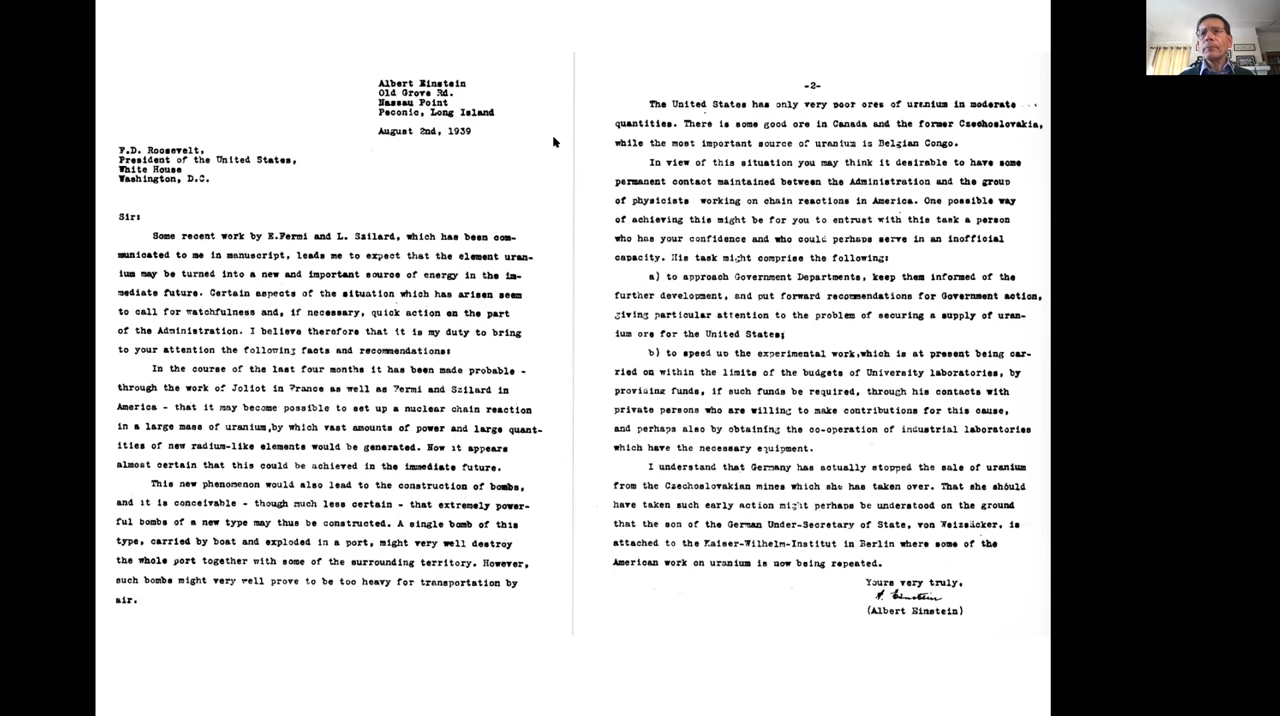 Albert Einstein
Old Grove Rd.
Nassau Point
Peconic, Long Island
August 2nd, 1939
F.D. Roosevelt,
President of the United States,
White House
Washington, D.C.
Sir:
Some recent work by E.Fermi and L. Szilard, which has been com-
municated to me in manuscript, leads me to expect that the element uran-
ium may be turned into a new and important source of energy in the im-
mediate future. Certain aspects of the situation which has arisen seem
to call for watchfulness and, if necessary, quick action on the part
of the Administration. I believe therefore that it is my duty to bring
to your attention the following facts and recommendations:
In the course of the last four months it has been made probable -
through the work of Joliot in France as well as Fermi and Szilard in
America - that it may become possible to set up a nuclear chain reaction
in a large mass of uranium,by which vast amounts of power and large quant-
ities of new radium-like elements would be generated. Now it appears
almost certain that this could be achieved in the immediate future.
This new phenomenon would also lead to the construction of bombs,
and it is conceivable - though much less certain - that extremely power-
ful bombs of a new type may thus be constructed. A single bomb of this
type, carried by boat and exploded in a port, might very well destroy
the whole port together with some of the surrounding territory. However,
such bombs might very well prove to be too heavy for transportation by
air.
-2-
The United States has only very poor ores of uranium in moderate
quantities. There is some good ore in Canada and the former Czechoslovakia,
while the most important source of uranium is Belgian Congo.
In view of this situation you may think it desirable to have some
permanent contact maintained between the Administration and the group
of physicists working on chain reactions in America. One possible way
of achieving this might be for you to entrust with this task a person
who has your confidence and who could perhaps serve in an inofficial
capacity. His task might comprise the following:
a) to approach Government Departments, keep them informed of the
further development, and put forward recommendations for Government action,
giving particular attention to the problem of securing a supply of uran-
ium ore for the United States;
b) to speed up the experimental work,which is at present being car-
ried on within the limits of the budgets of University laboratories, by
providing funds, if such funds be required, through his contacts with
private persons who are willing to make contributions for this cause,
and perhaps also by obtaining the co-operation of industrial laboratories
which have the necessary equipment.
I understand that Germany has actually stopped the sale of uranium
from the Czechoslovakian mines which she has taken over. That she should
have taken such early action might perhaps be understood on the ground
that the son of the German Under-Secretary of State, von Weizsäcker, is
attached to the Kaiser-Wilhelm-Institut in Berlin where some of the
American work on uranium is now being repeated.
Yours very truly,
A. Einstein
(Albert Einstein)